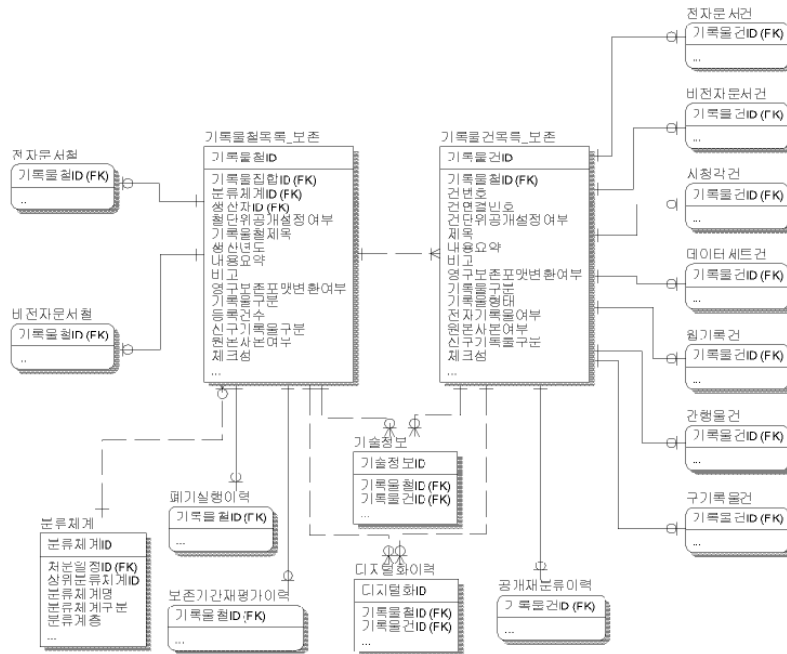 전자문서건
기록물건ID (FK)
...
비전자문서건
기록물건ID (FK)
...
시청각건
기록물건ID (FK)
...
데이터세트건
기록물건ID (FK)
...
웹기록건
기록물건ID (FK)
...
간행물건
기록물건ID (FK)
...
구기록물건
기록물건ID (FK)
...
전자문서철
기록물철ID (FK)
..
비전자문서철
기록물철ID (FK)
..
기록물철목록_보존
기록물철ID
기록물집합ID (FK)
분류체계ID (FK)
생산자ID (FK)
철단위공개설정여부
기록물철제목
생산년도
내용요약
비고
영구보존포맷변환여부
기록물구분
등록건수
신구기록물구분
원본사본여부
체크섬
...
기록물건목록_보존
기록물건ID
기록물철ID (FK)
건번호
건연결번호
건단위공개설정여부
제목
내용요약
비고
영구보존포맷변환여부
기록물구분
기록물형태
전자기록물여부
원본사본여부
신구기록물구분
체크섬
...
기술정보
기술정보ID
기록물철ID (FK)
기록물건ID (FK)
...
폐기실행이력
기록물철ID (FK)
...
분류체계
분류체계ID
처분일정ID (FK)
상위분류체계ID
분류체계명
분류체계구분
분류계층
...
보존기간재평가이력
기록물철ID (FK)
...
디지털화이력
디지털화ID
기록물철ID (FK)
기록물건ID (FK)
...
공개재분류이력
기록물건ID (FK)
...